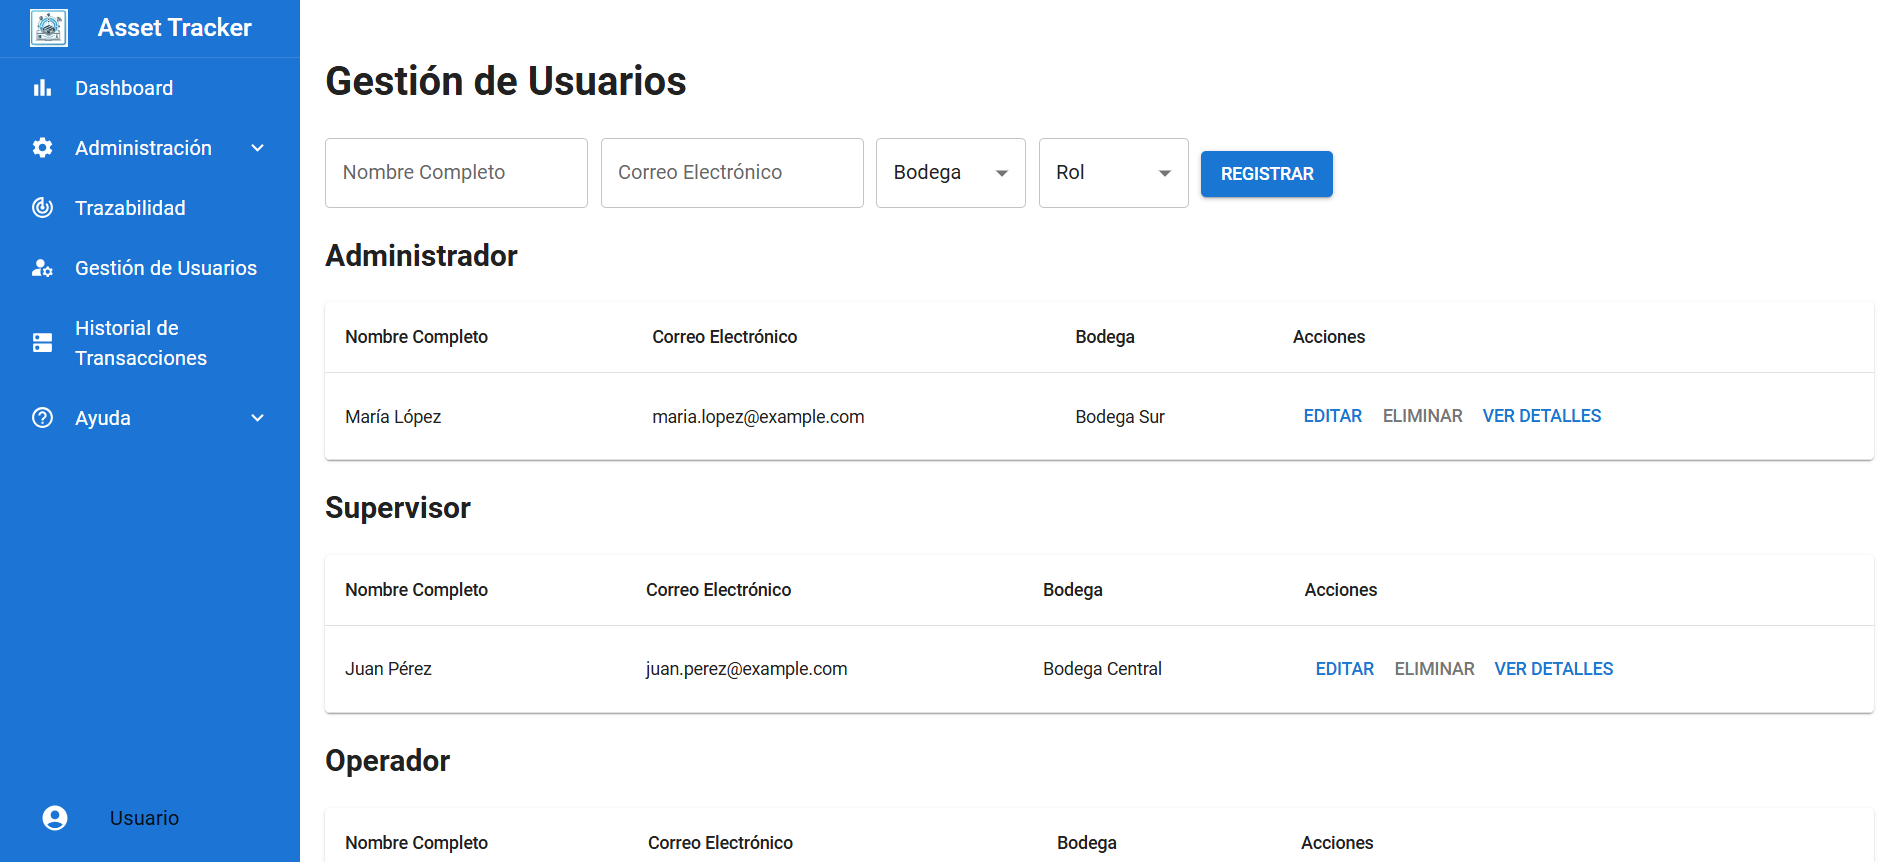 Asset Tracker
Dashboard
Administración
Trazabilidad
Gestión de Usuarios
Historial de
Transacciones
Ayuda
Usuario
Gestión de Usuarios
Nombre Completo Correo Electrónico Bodega Rol REGISTRAR
Administrador
Nombre Completo Correo Electrónico Bodega Acciones
María López maria.lopez@example.com Bodega Sur EDITAR ELIMINAR VER DETALLES
Supervisor
Nombre Completo Correo Electrónico Bodega Acciones
Juan Pérez juan.perez@example.com Bodega Central EDITAR ELIMINAR VER DETALLES
Operador
Nombre Completo Correo Electrónico Bodega Acciones